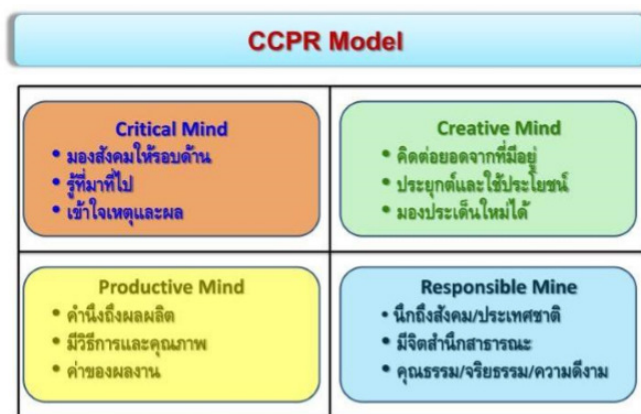 CCPR Model
Critical Mind
• มองสังคมให้รอบด้าน
• รู้ที่มาที่ไป
• เข้าใจเหตุและผล
Creative Mind
• คิดต่อยอดจากที่มีอยู่
• ประยุกต์และใช้ประโยชน์
• มองประเด็นใหม่ได้
Productive Mind
• คำนึงถึงผลผลิต
• มีวิธีการและคุณภาพ
• ค่าของผลงาน
Responsible Mine
• นึกถึงสังคม/ประเทศชาติ
• มีจิตสำนึกสาธารณะ
• คุณธรรม/จริยธรรม/ความดีงาม